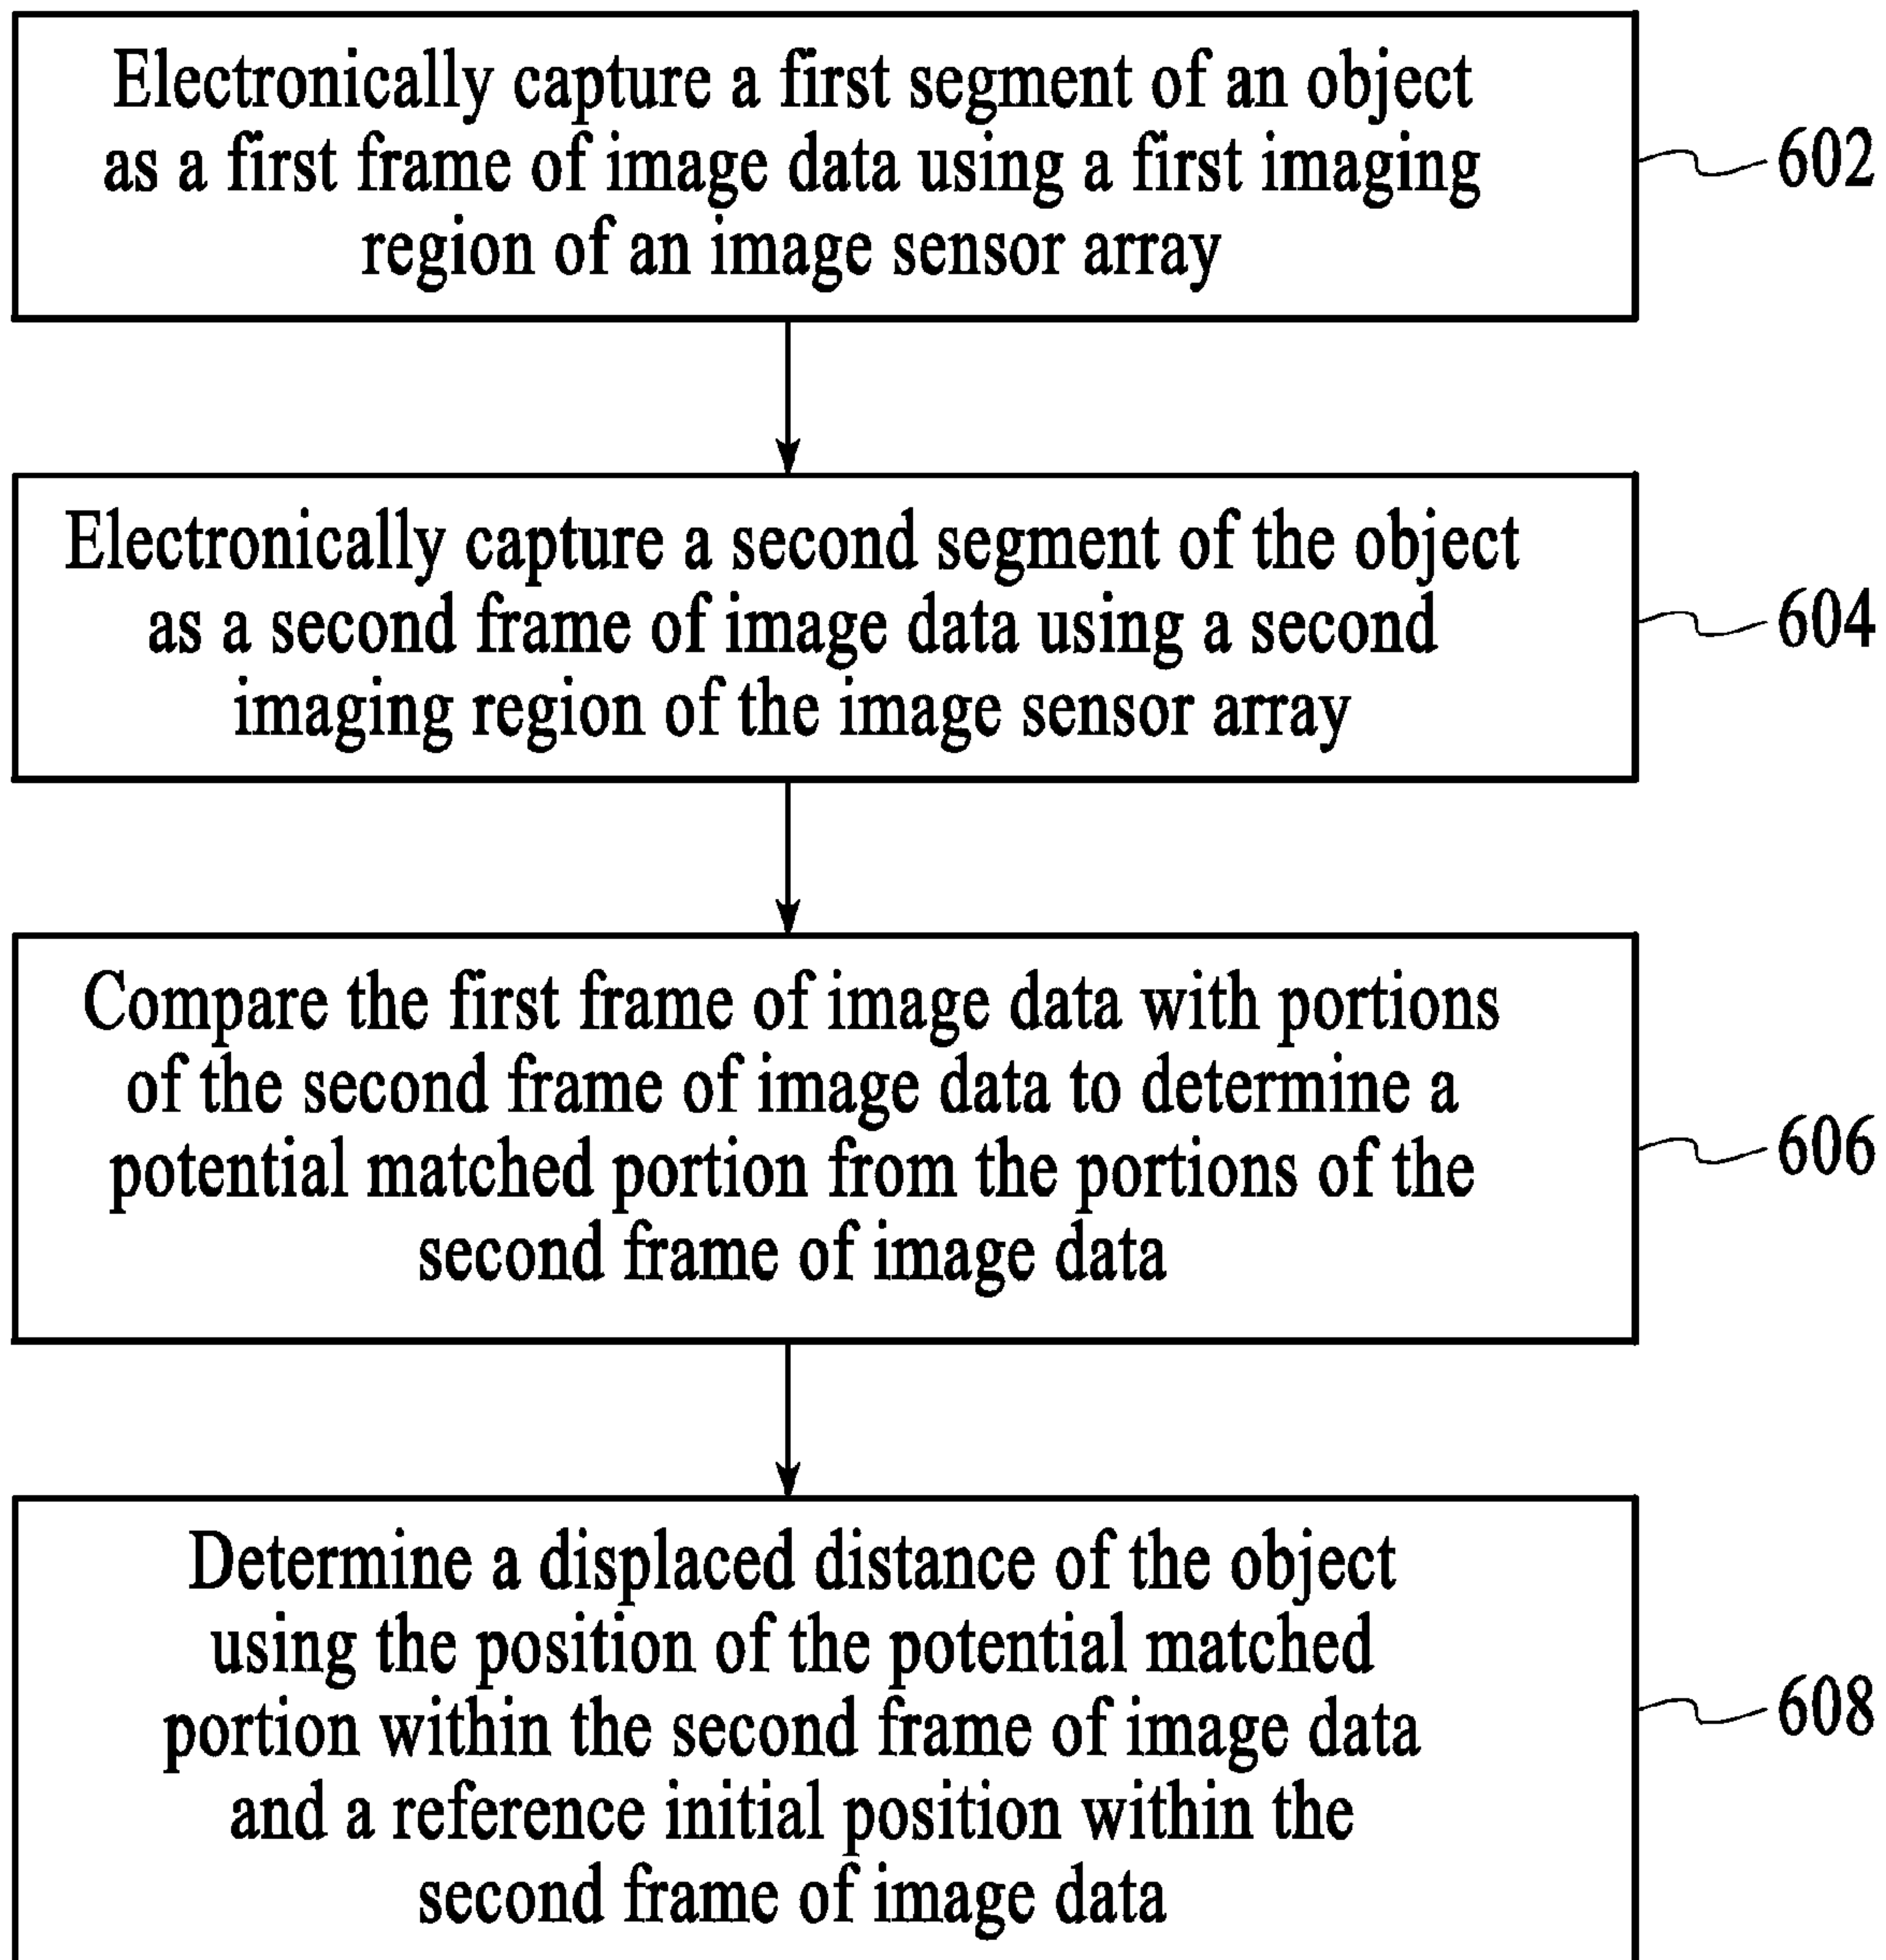 Electronically capture a first segment of an object
as a first frame of image data using a first imaging
region of an image sensor array
602
Electronically capture a second segment of the object
as a second frame of image data using a second
imaging region of the image sensor array
604
Compare the first frame of image data with portions
of the second frame of image data to determine a
potential matched portion from the portions of the
second frame of image data
606
Determine a displaced distance of the object
using the position of the potential matched
portion within the second frame of image data
and a reference initial position within the
second frame of image data
608